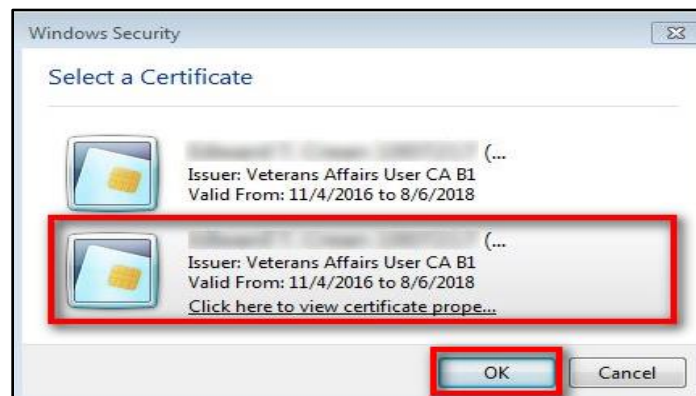 Windows Security
Select a Certificate
(...
Issuer: Veterans Affairs User CA B1
Valid From: 11/4/2016 to 8/6/2018
(...
Issuer: Veterans Affairs User CA B1
Valid From: 11/4/2016 to 8/6/2018
Click here to view certificate prope...
OK
Cancel